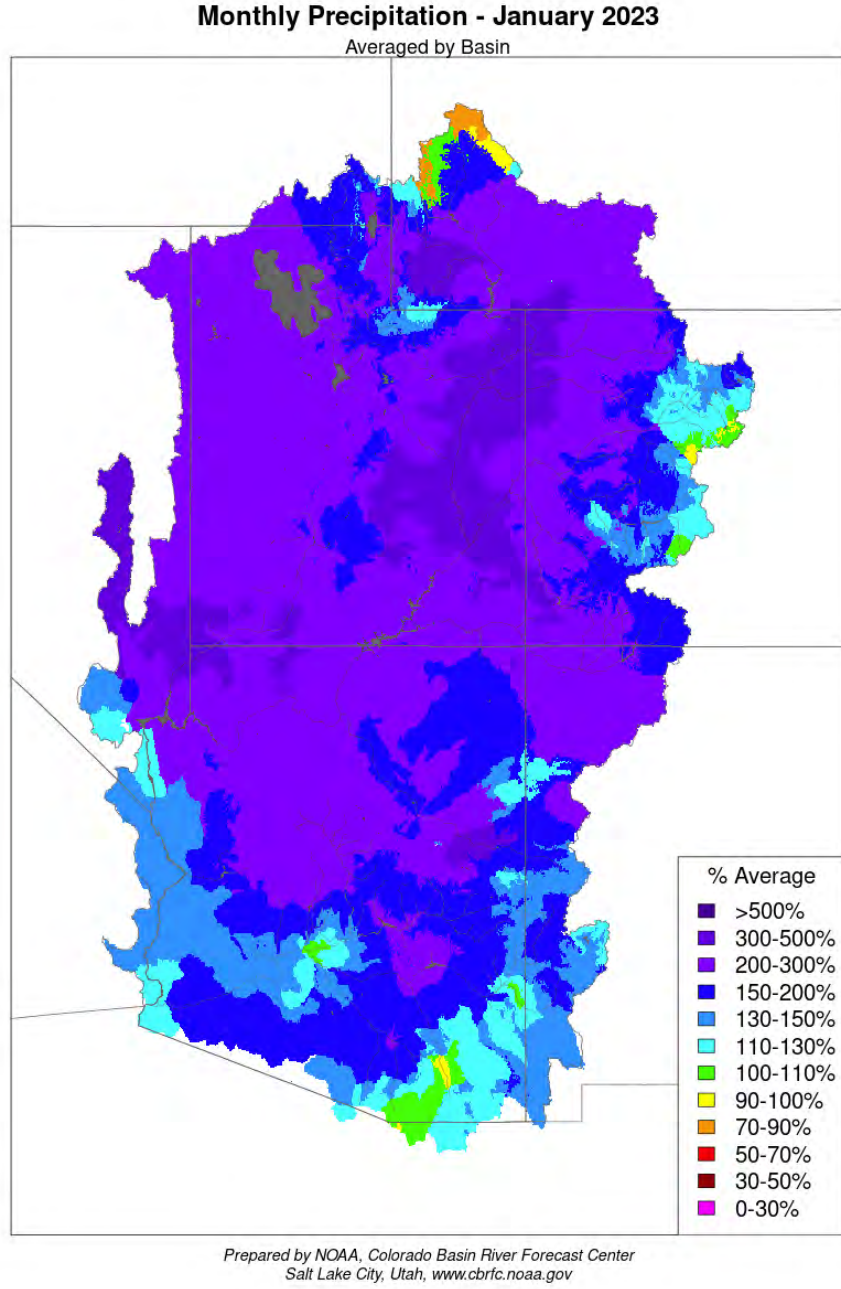 Monthly Precipitation - January 2023
Averaged by Basin
% Average
>500%
300-500%
200-300%
150-200%
130-150%
110-130%
100-110%
90-100%
70-90%
50-70%
30-50%
0-30%
Prepared by NOAA, Colorado Basin River Forecast Center
Salt Lake City, Utah, www.cbrfc.noaa.gov